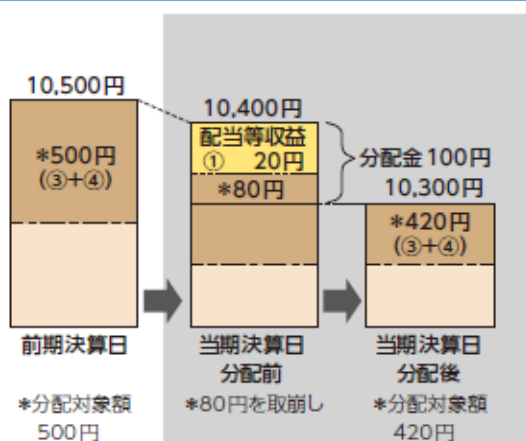 10,500円
*500円
(③+④)
10,400円
配当等収益
① 20円
*80円
分配金100円
10,300円
*420円
(③+④)
前期決算日
当期決算日
分配前
当期決算日
分配後
*分配対象額
500円
*80円を取崩し
*分配対象額
420円